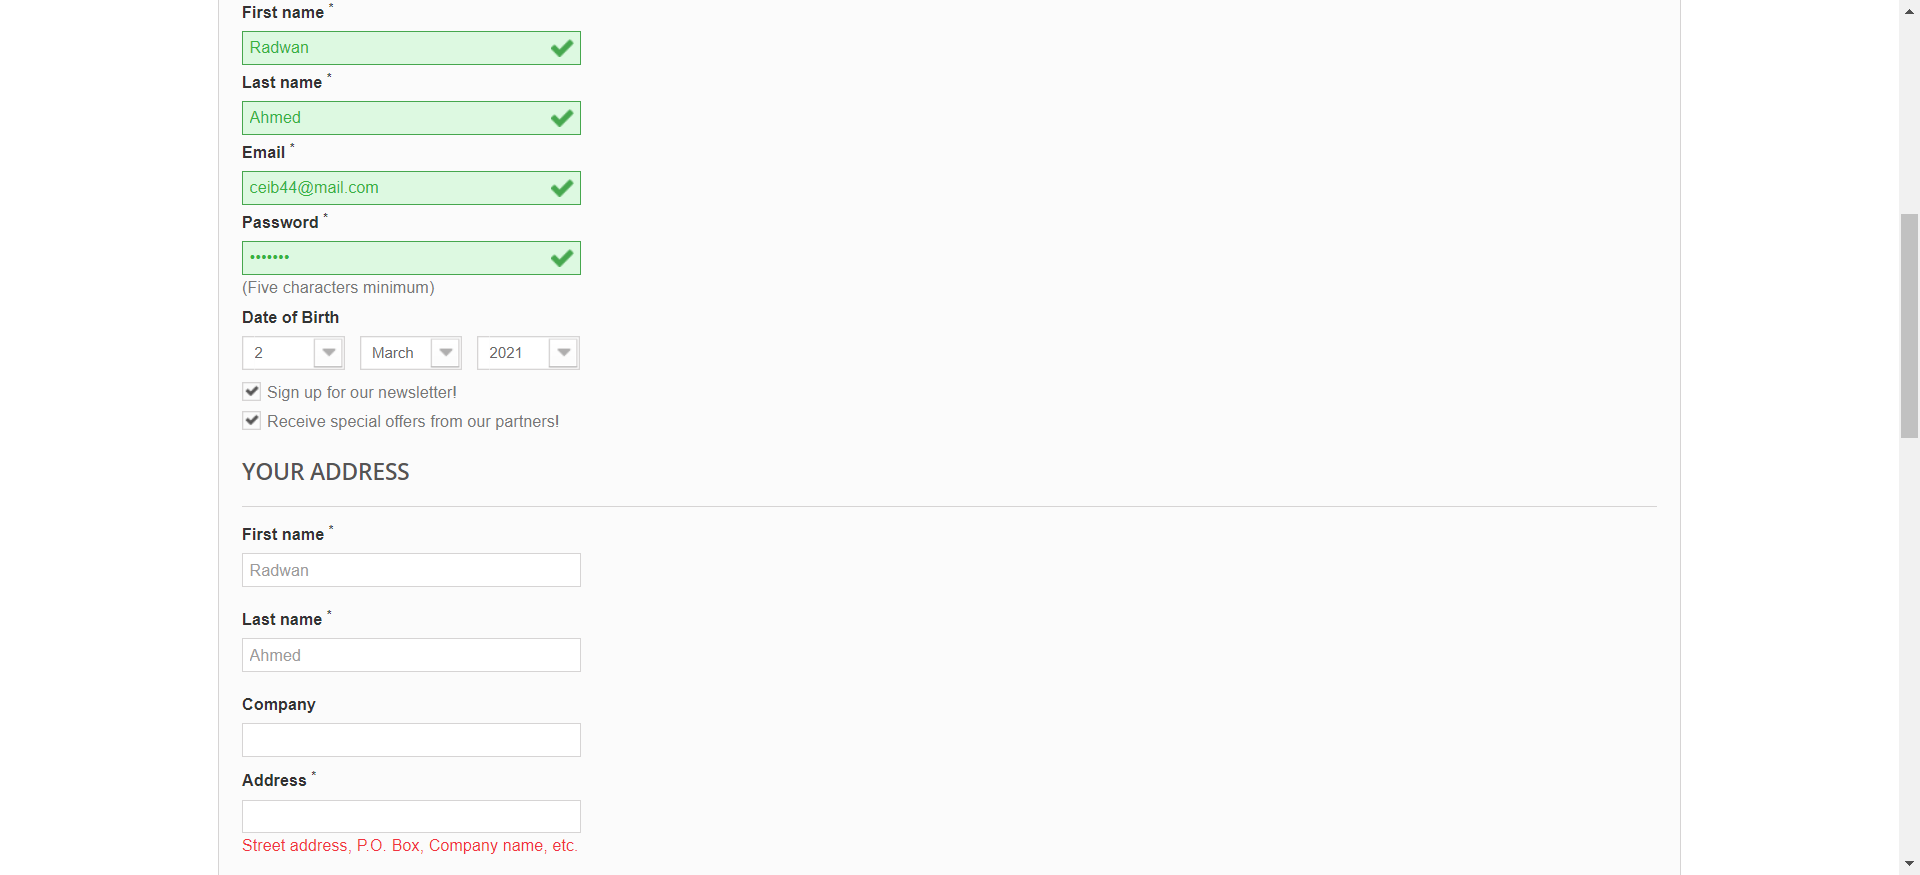 First name *
Radwan
Last name *
Ahmed
Email *
ceib44@mail.com
Password *
•••••••
(Five characters minimum)
Date of Birth
2 March 2021
Sign up for our newsletter!
Receive special offers from our partners!
YOUR ADDRESS
First name *
Radwan
Last name *
Ahmed
Company
Address *
Street address, P.O. Box, Company name, etc.